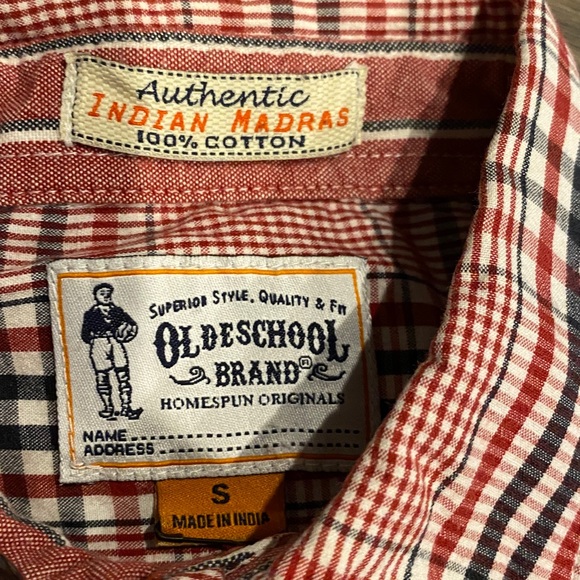 Authentic
INDIAN MADRAS
100% COTTON
SUPERIOR STYLE, QUALITY & FIT
OLDESCHOOL
BRAND®
HOMESPUN ORIGINALS
NAME
ADDRESS
S
MADE IN INDIA